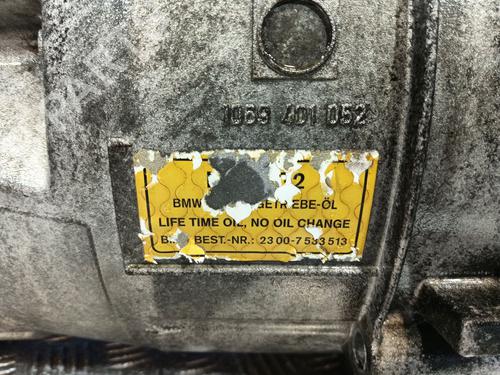 1069 401 052
BMW GETRIEBE-ÖL
LIFE TIME OIL, NO OIL CHANGE
BEST.-NR.: 23 00-7 533 513